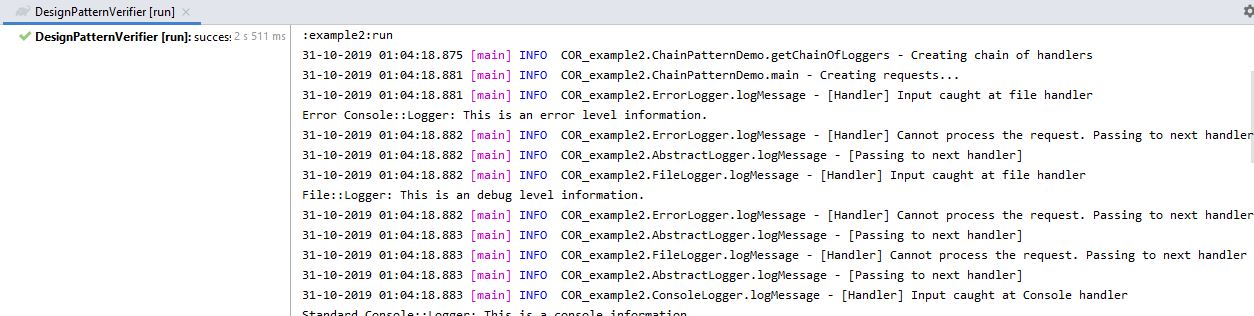 DesignPatternVerifier [run] ×
DesignPatternVerifier [run]: success 2 s 511 ms
:example2:run
31-10-2019 01:04:18.875 [main] INFO  COR_example2.ChainPatternDemo.getChainOfLoggers - Creating chain of handlers
31-10-2019 01:04:18.881 [main] INFO  COR_example2.ChainPatternDemo.main - Creating requests...
31-10-2019 01:04:18.881 [main] INFO  COR_example2.ErrorLogger.logMessage - [Handler] Input caught at file handler
Error Console::Logger: This is an error level information.
31-10-2019 01:04:18.882 [main] INFO  COR_example2.ErrorLogger.logMessage - [Handler] Cannot process the request. Passing to next handler
31-10-2019 01:04:18.882 [main] INFO  COR_example2.AbstractLogger.logMessage - [Passing to next handler]
31-10-2019 01:04:18.882 [main] INFO  COR_example2.FileLogger.logMessage - [Handler] Input caught at file handler
File::Logger: This is an debug level information.
31-10-2019 01:04:18.882 [main] INFO  COR_example2.ErrorLogger.logMessage - [Handler] Cannot process the request. Passing to next handler
31-10-2019 01:04:18.883 [main] INFO  COR_example2.AbstractLogger.logMessage - [Passing to next handler]
31-10-2019 01:04:18.883 [main] INFO  COR_example2.FileLogger.logMessage - [Handler] Cannot process the request. Passing to next handler
31-10-2019 01:04:18.883 [main] INFO  COR_example2.AbstractLogger.logMessage - [Passing to next handler]
31-10-2019 01:04:18.883 [main] INFO  COR_example2.ConsoleLogger.logMessage - [Handler] Input caught at Console handler
Standard Console::Logger: This is a console information.